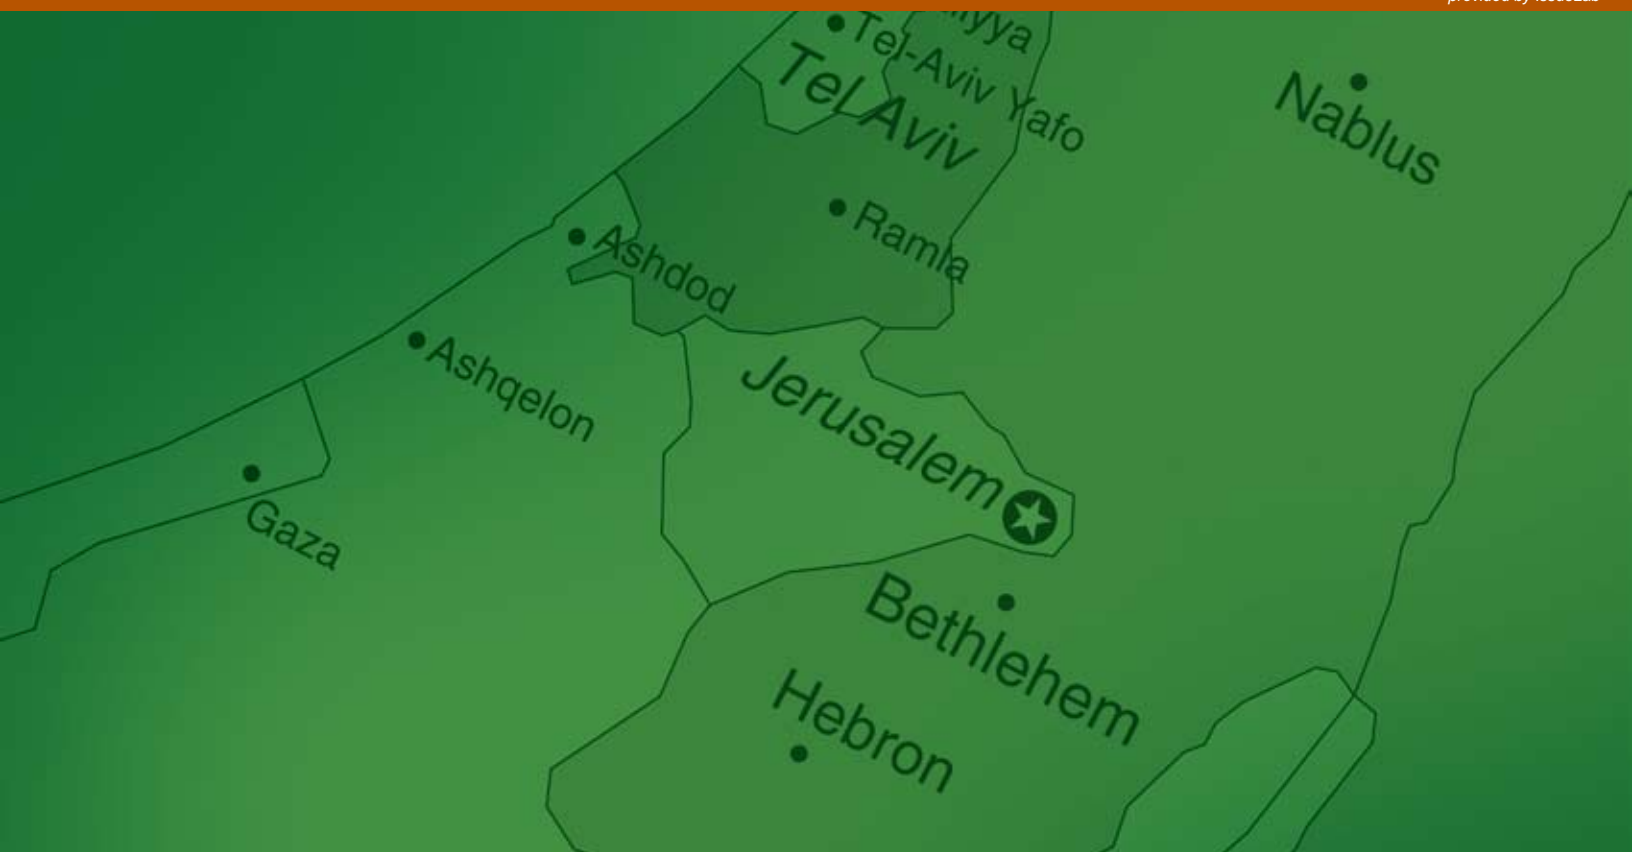 Tel-Aviv Yafo
Tel Aviv
Nablus
Ramla
Ashdod
Ashqelon
Jerusalem
Gaza
Bethlehem
Hebron